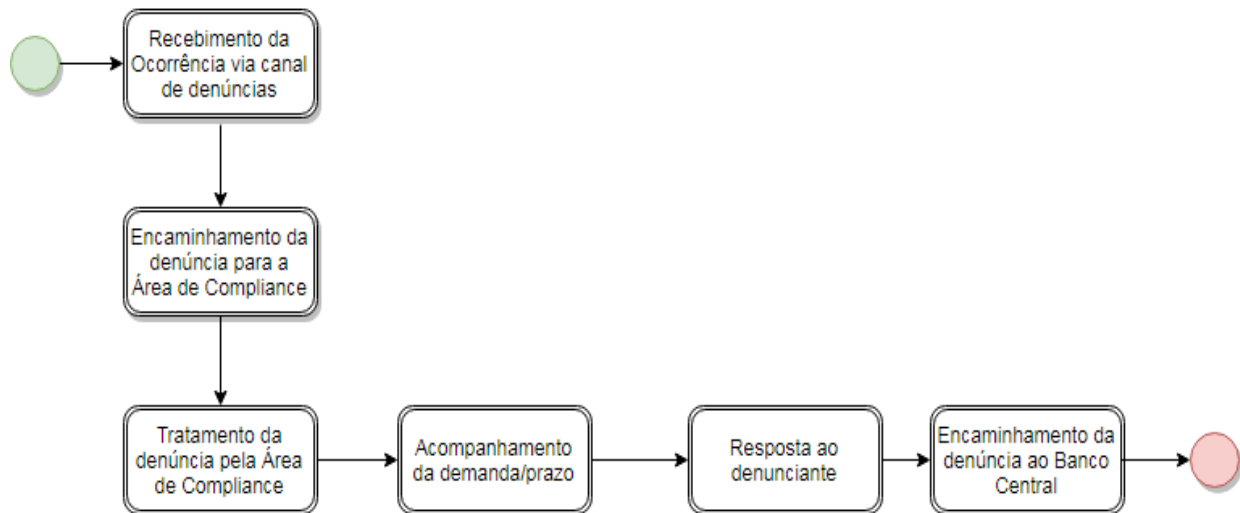 Recebimento da
Ocorrência via canal
de denúncias
Encaminhamento da
denúncia para a
Área de Compliance
Tratamento da
denúncia pela Área
de Compliance
Acompanhamento
da demanda/prazo
Resposta ao
denunciante
Encaminhamento da
denúncia ao Banco
Central